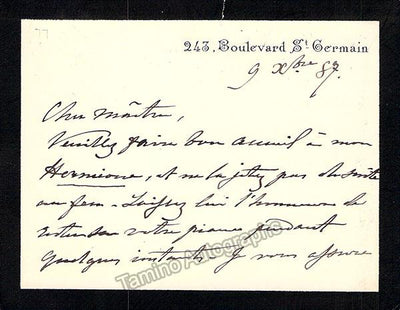 77
243, Boulevard St Germain
9 Xbre 87.
Cher maître,
Veuillez faire bon accueil à mon
Hermione, et ne la jetez pas de suite
au feu. Laissez lui l'honneur de
rester sur votre piano pendant
quelques instants. Je vous assure
Tamino Autographs